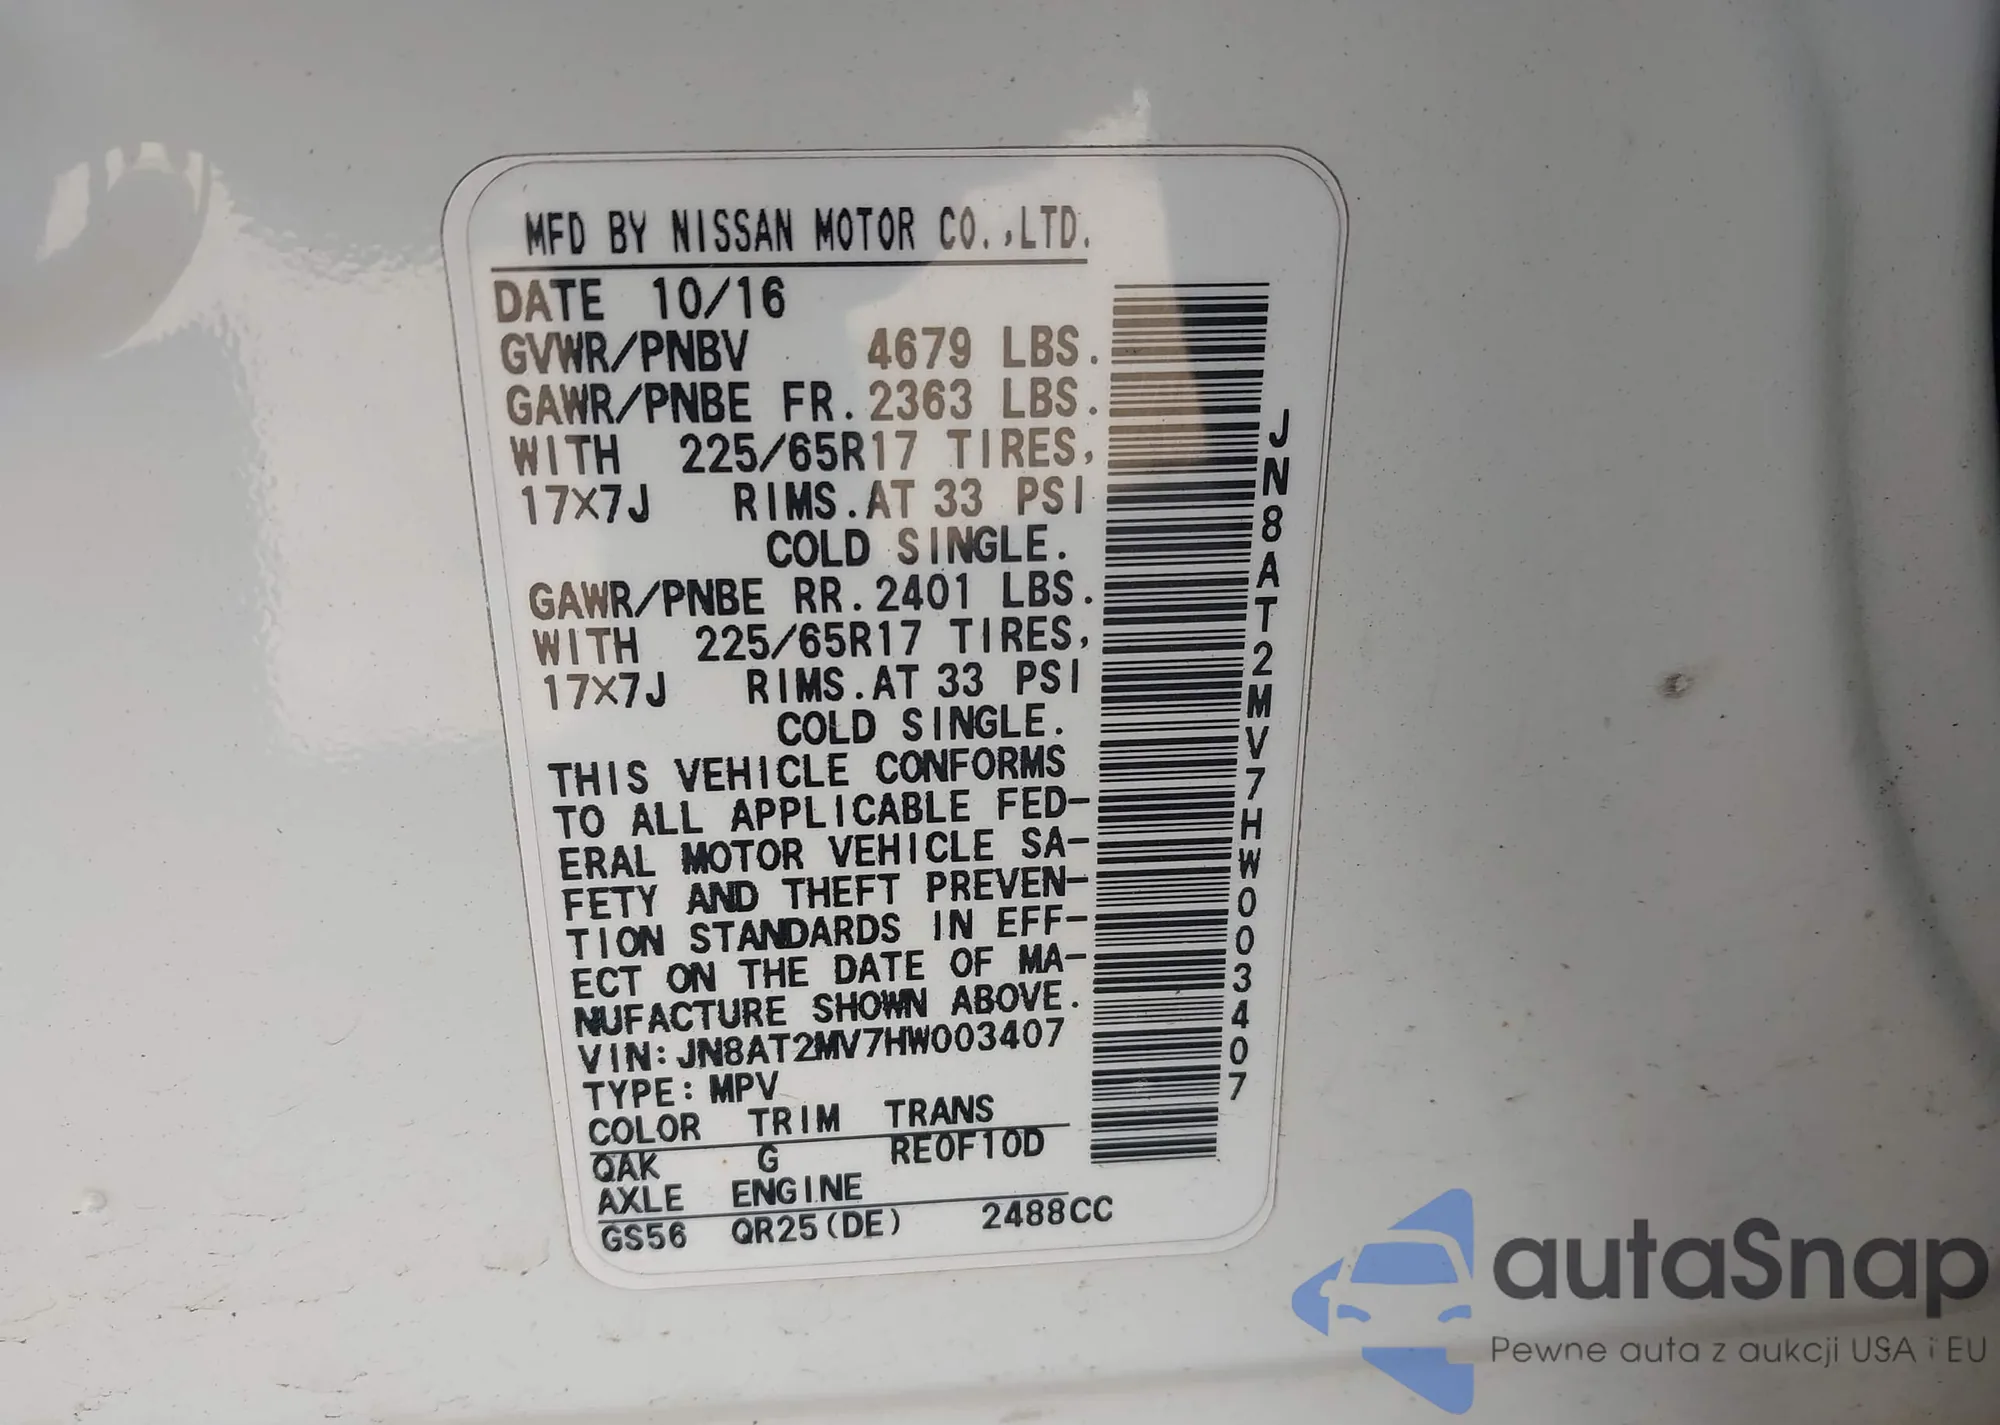 MFD BY NISSAN MOTOR CO.,LTD.
DATE 10/16
GVWR/PNBV 4679 LBS.
GAWR/PNBE FR. 2363 LBS.
WITH 225/65R17 TIRES,
17X7J RIMS.AT 33 PSI
COLD SINGLE.
GAWR/PNBE RR. 2401 LBS.
WITH 225/65R17 TIRES,
17X7J RIMS.AT 33 PSI
COLD SINGLE.
THIS VEHICLE CONFORMS
TO ALL APPLICABLE FED-
ERAL MOTOR VEHICLE SA-
FETY AND THEFT PREVEN-
TION STANDARDS IN EFF-
ECT ON THE DATE OF MA-
NUFACTURE SHOWN ABOVE.
VIN: JN8AT2MV7HW003407
TYPE: MPV
COLOR TRIM TRANS
QAK G RE0F10D
AXLE ENGINE
GS56 QR25(DE) 2488CC
JN8AT2MV7HW003407
autaSnap
Pewne auta z aukcji USA i EU